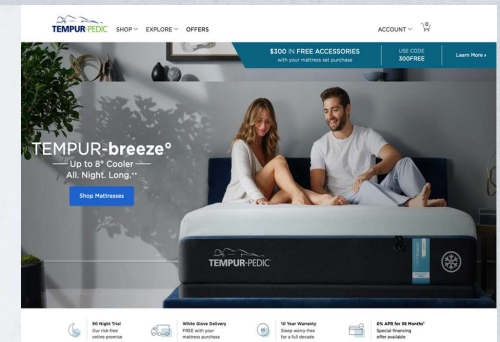 TEMPUR-PEDIC
SHOP EXPLORE OFFERS
ACCOUNT 0
$300 IN FREE ACCESSORIES
with your mattress set purchase
USE CODE
300FREE
Learn More
TEMPUR-breeze°
Up to 8° Cooler
All. Night. Long.**
Shop Mattresses
TEMPUR-PEDIC
90 Night Trial
Our risk-free
online promise
White Glove Delivery
FREE with your
mattress purchase
10
10 Year Warranty
Sleep worry-free
for a full decade
0% APR for 36 Months¹
Special financing
offer available